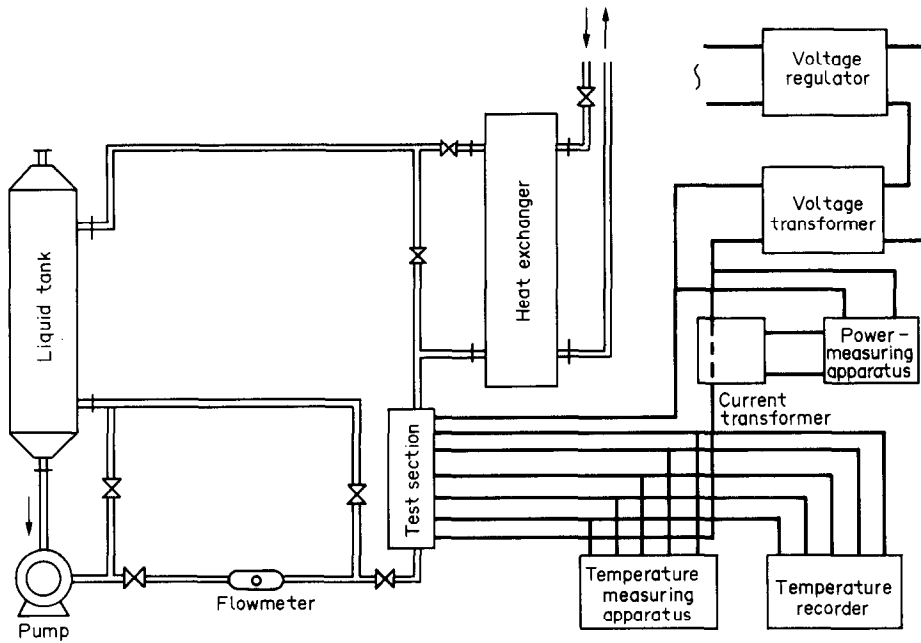 Voltage
regulator
Voltage
transformer
Liquid tank
Heat exchanger
Power-
measuring
apparatus
Current
transformer
Test section
Flowmeter
Pump
Temperature
measuring
apparatus
Temperature
recorder